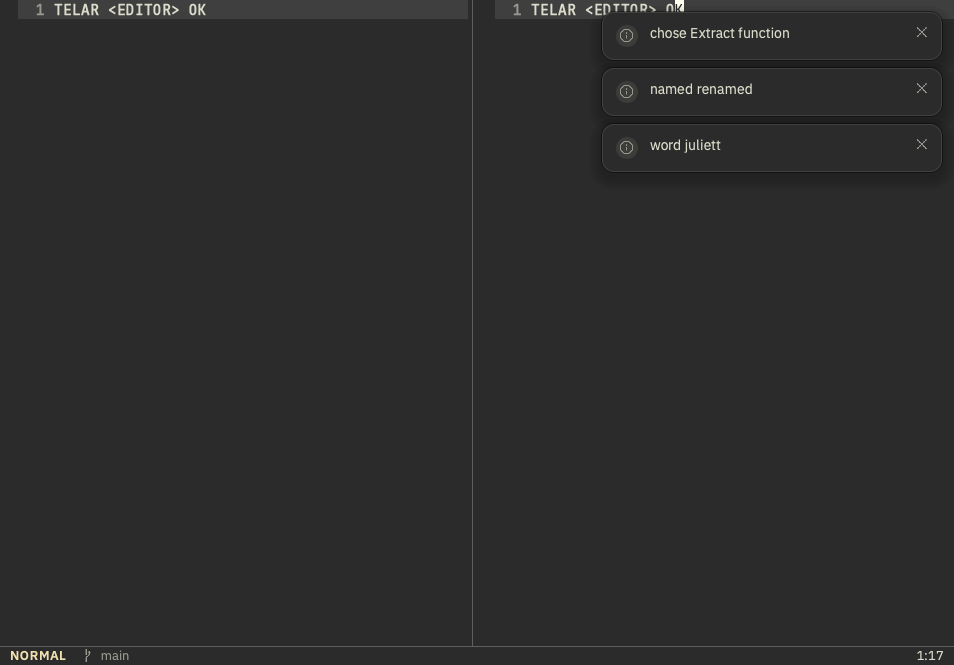 1 TELAR <EDITOR> OK
1 TELAR <EDITOR> OK
chose Extract function
named renamed
word juliett
NORMAL main 1:17